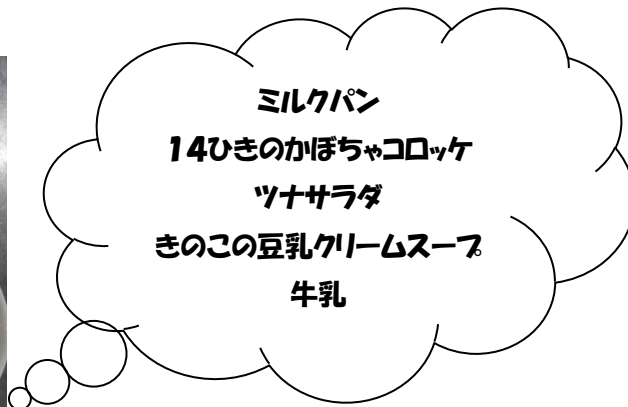 ミルクパン
14ひきのかぼちゃコロッケ
ツナサラダ
きのこの豆乳クリームスープ
牛乳